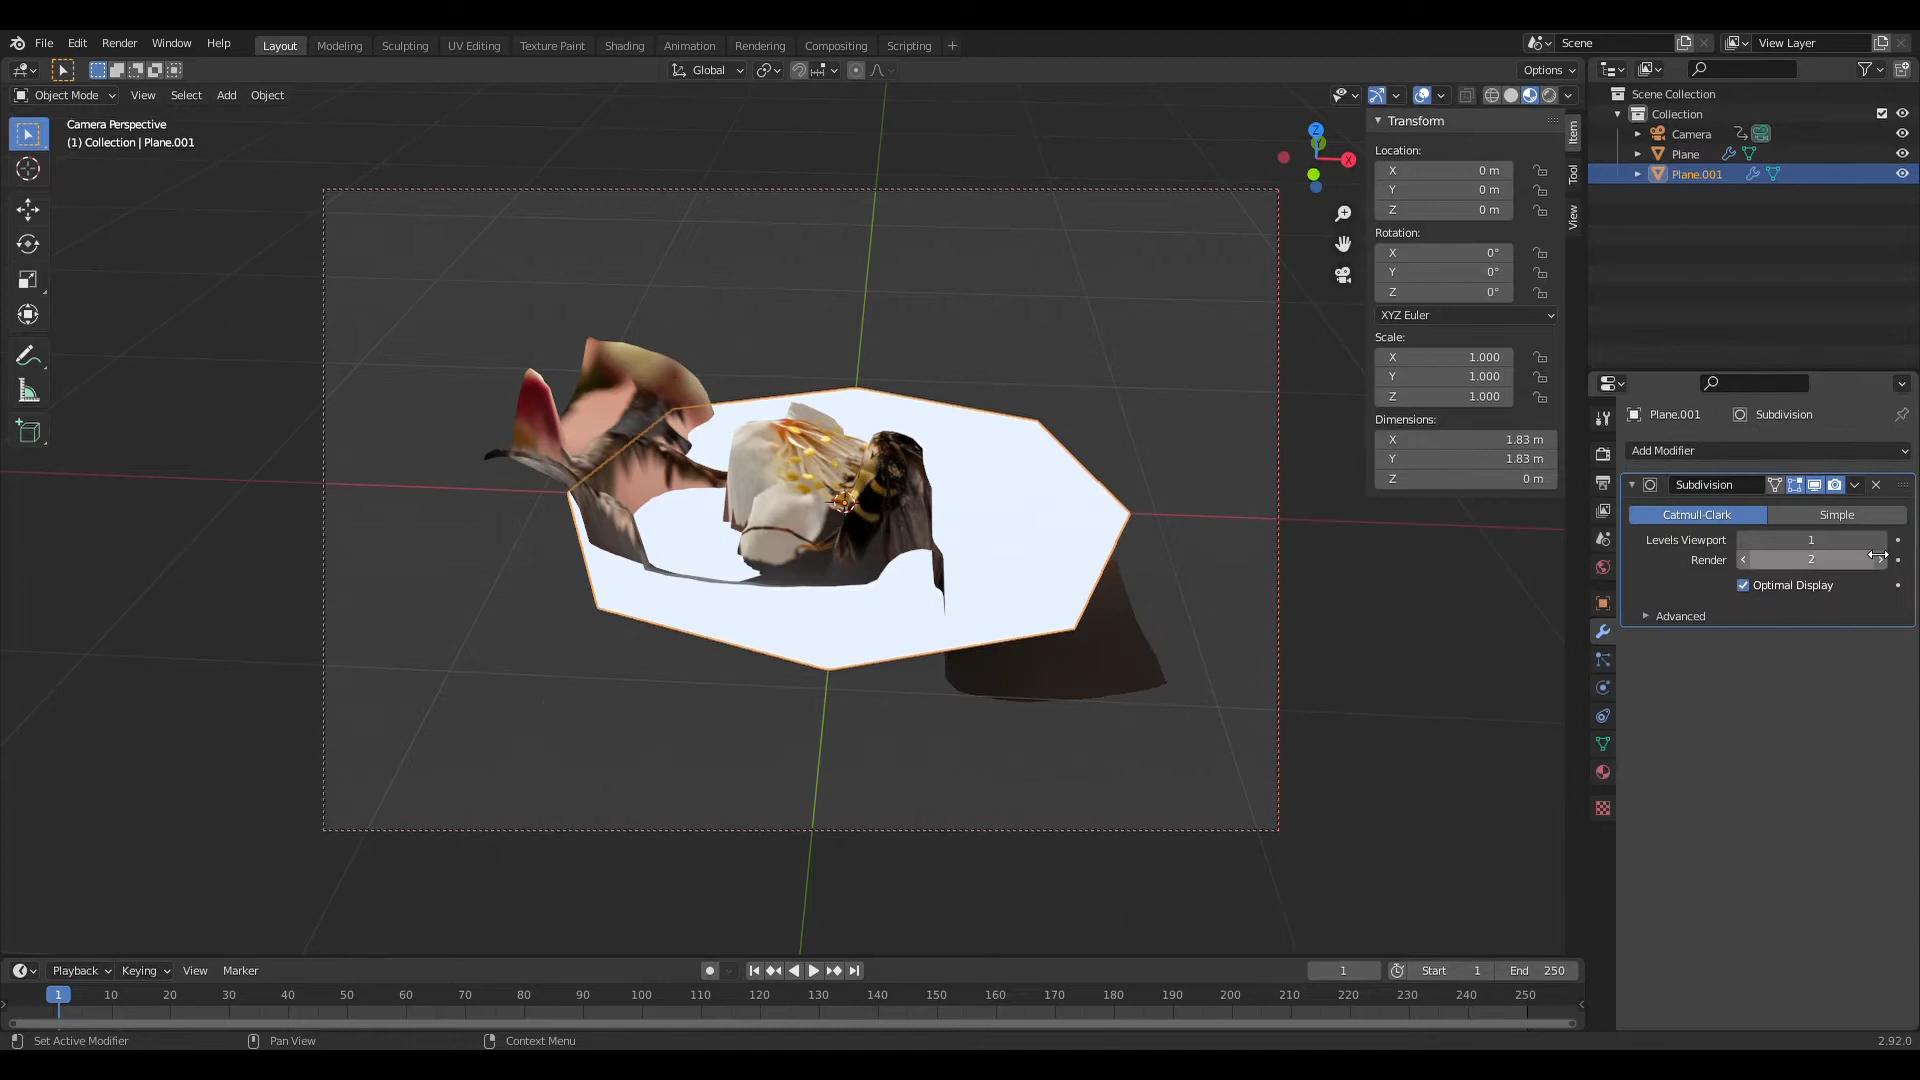 File Edit Render Window Help Layout Modeling Sculpting UV Editing Texture Paint Shading Animation Rendering Compositing Scripting + Scene View Layer
Global Options
Object Mode View Select Add Object
Scene Collection
Collection
Camera
Plane
Plane.001
Camera Perspective
(1) Collection | Plane.001
Z
X
Transform
Item
Tool
View
Location:
X 0 m
Y 0 m
Z 0 m
Rotation:
X 0°
Y 0°
Z 0°
XYZ Euler
Scale:
X 1.000
Y 1.000
Z 1.000
Dimensions:
X 1.83 m
Y 1.83 m
Z 0 m
Plane.001 Subdivision
Add Modifier
Subdivision
Catmull-Clark Simple
Levels Viewport 1
Render 2
Optimal Display
Advanced
Playback Keying View Marker 1 Start 1 End 250
1 10 20 30 40 50 60 70 80 90 100 110 120 130 140 150 160 170 180 190 200 210 220 230 240 250
Set Active Modifier Pan View Context Menu 2.92.0